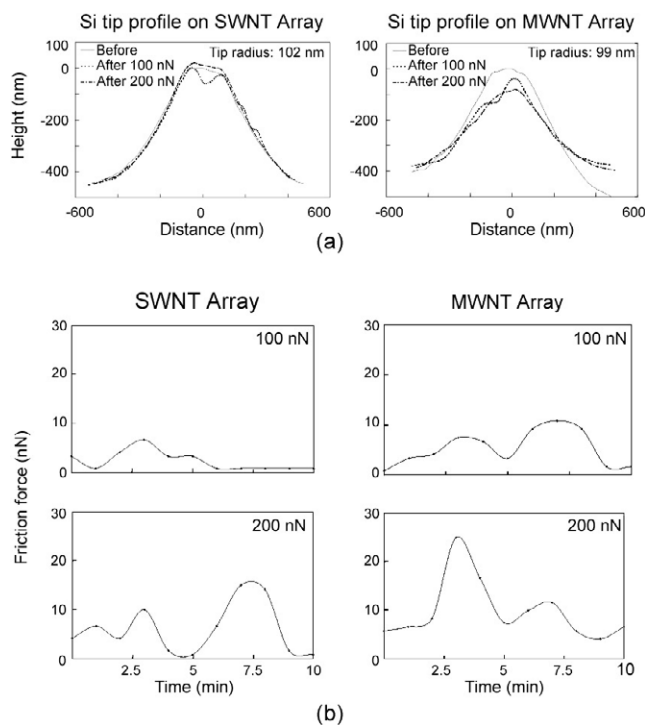 Si tip profile on SWNT Array
Si tip profile on MWNT Array
Before
After 100 nN
After 200 nN
Tip radius: 102 nm
Before
After 100 nN
After 200 nN
Tip radius: 99 nm
Height (nm)
100
0
-200
-400
-600
0
600
Distance (nm)
100
0
-200
-400
-600
0
600
Distance (nm)
(a)
SWNT Array
MWNT Array
Friction force (nN)
30
20
10
0
100 nN
30
20
10
0
100 nN
30
20
10
0
200 nN
2.5
5
7.5
10
Time (min)
30
20
10
0
200 nN
2.5
5
7.5
10
Time (min)
(b)